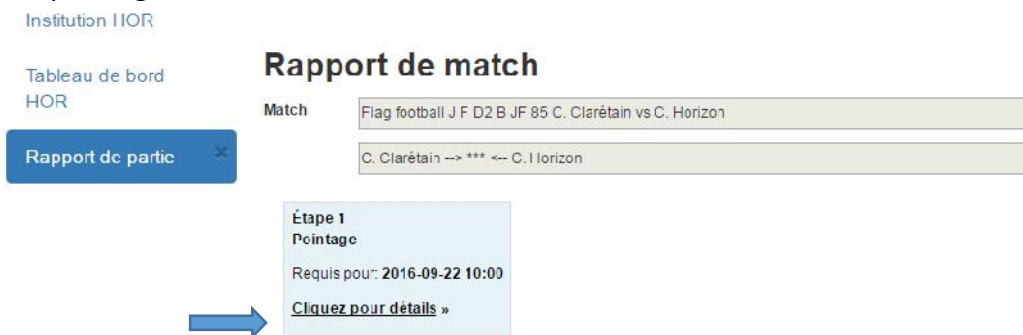 Institution HOR
Tableau de bord
HOR
Rapport de partie ×
Rapport de match
Match
Flag football J F D2 B JF 85 C. Clarétain vs C. Horizon
C. Clarétain --> *** <-- C. Horizon
Étape 1
Pointage
Requis pour: 2016-09-22 10:00
Cliquez pour détails »